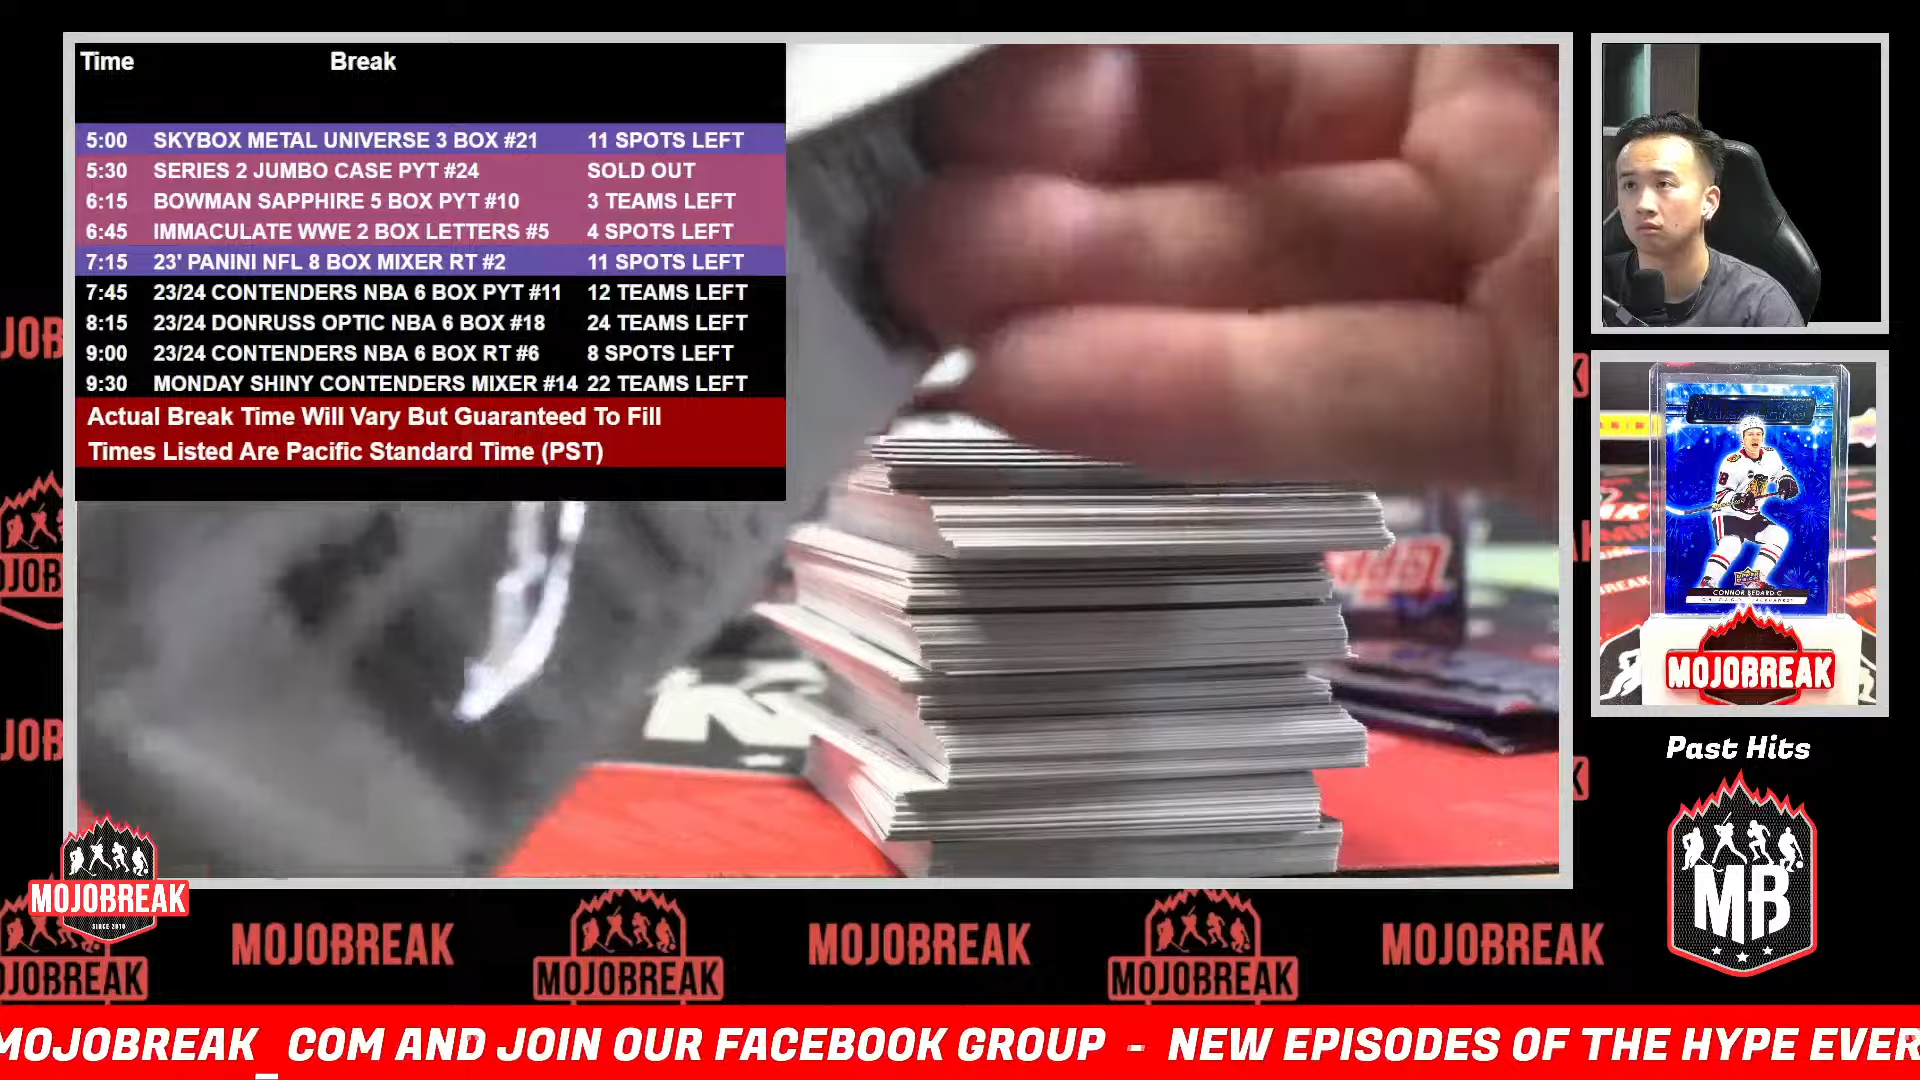 Time Break
5:00 SKYBOX METAL UNIVERSE 3 BOX #21 11 SPOTS LEFT
5:30 SERIES 2 JUMBO CASE PYT #24 SOLD OUT
6:15 BOWMAN SAPPHIRE 5 BOX PYT #10 3 TEAMS LEFT
6:45 IMMACULATE WWE 2 BOX LETTERS #5 4 SPOTS LEFT
7:15 23' PANINI NFL 8 BOX MIXER RT #2 11 SPOTS LEFT
7:45 23/24 CONTENDERS NBA 6 BOX PYT #11 12 TEAMS LEFT
8:15 23/24 DONRUSS OPTIC NBA 6 BOX #18 24 TEAMS LEFT
9:00 23/24 CONTENDERS NBA 6 BOX RT #6 8 SPOTS LEFT
9:30 MONDAY SHINY CONTENDERS MIXER #14 22 TEAMS LEFT
Actual Break Time Will Vary But Guaranteed To Fill
Times Listed Are Pacific Standard Time (PST)
CONNOR BEDARD C
MOJOBREAK
Past Hits
MB
MOJOBREAK
SINCE 2010
MOJOBREAK MOJOBREAK MOJOBREAK
OJOBREAK MOJOBREAK MOJOBREAK
MOJOBREAK_COM AND JOIN OUR FACEBOOK GROUP - NEW EPISODES OF THE HYPE EVER